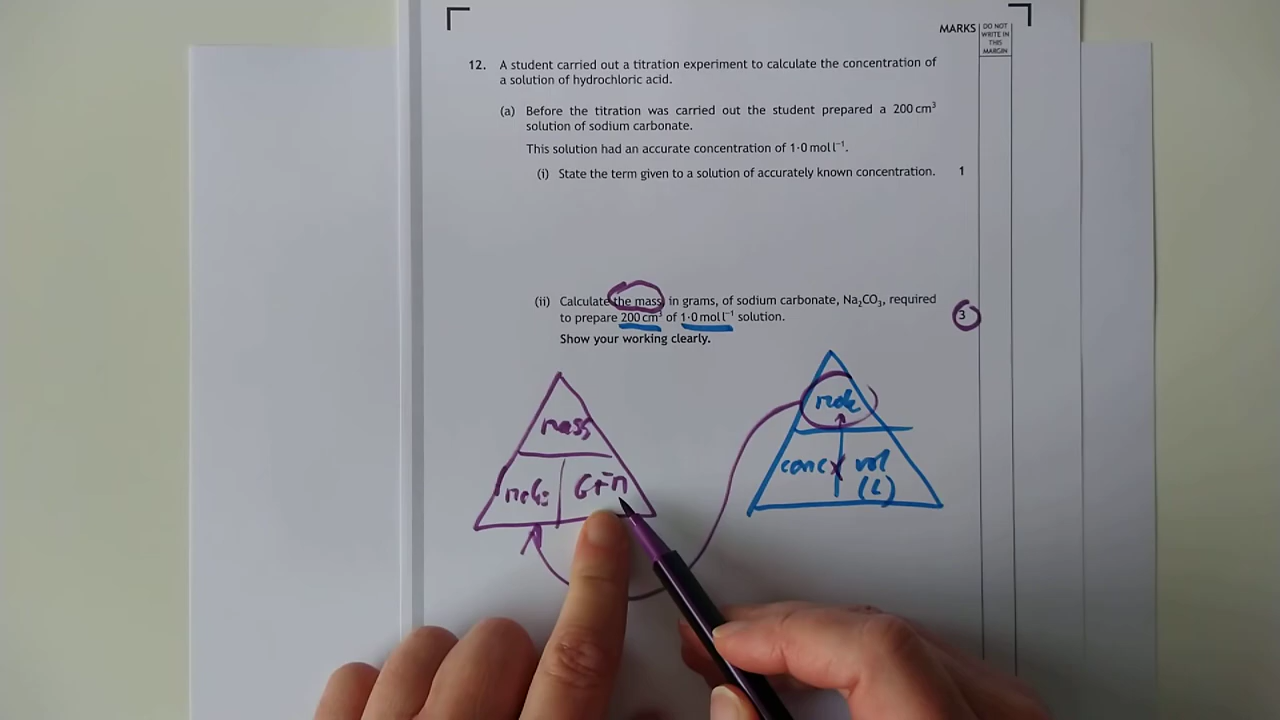 MARKS
DO NOT
WRITE IN
THIS
MARGIN
12. A student carried out a titration experiment to calculate the concentration of
a solution of hydrochloric acid.
(a) Before the titration was carried out the student prepared a 200 cm³
solution of sodium carbonate.
This solution had an accurate concentration of 1·0 mol l⁻¹.
(i) State the term given to a solution of accurately known concentration. 1
(ii) Calculate the mass, in grams, of sodium carbonate, Na₂CO₃, required
to prepare 200 cm³ of 1·0 mol l⁻¹ solution. 3
Show your working clearly.
mass
conc x vol
(L)